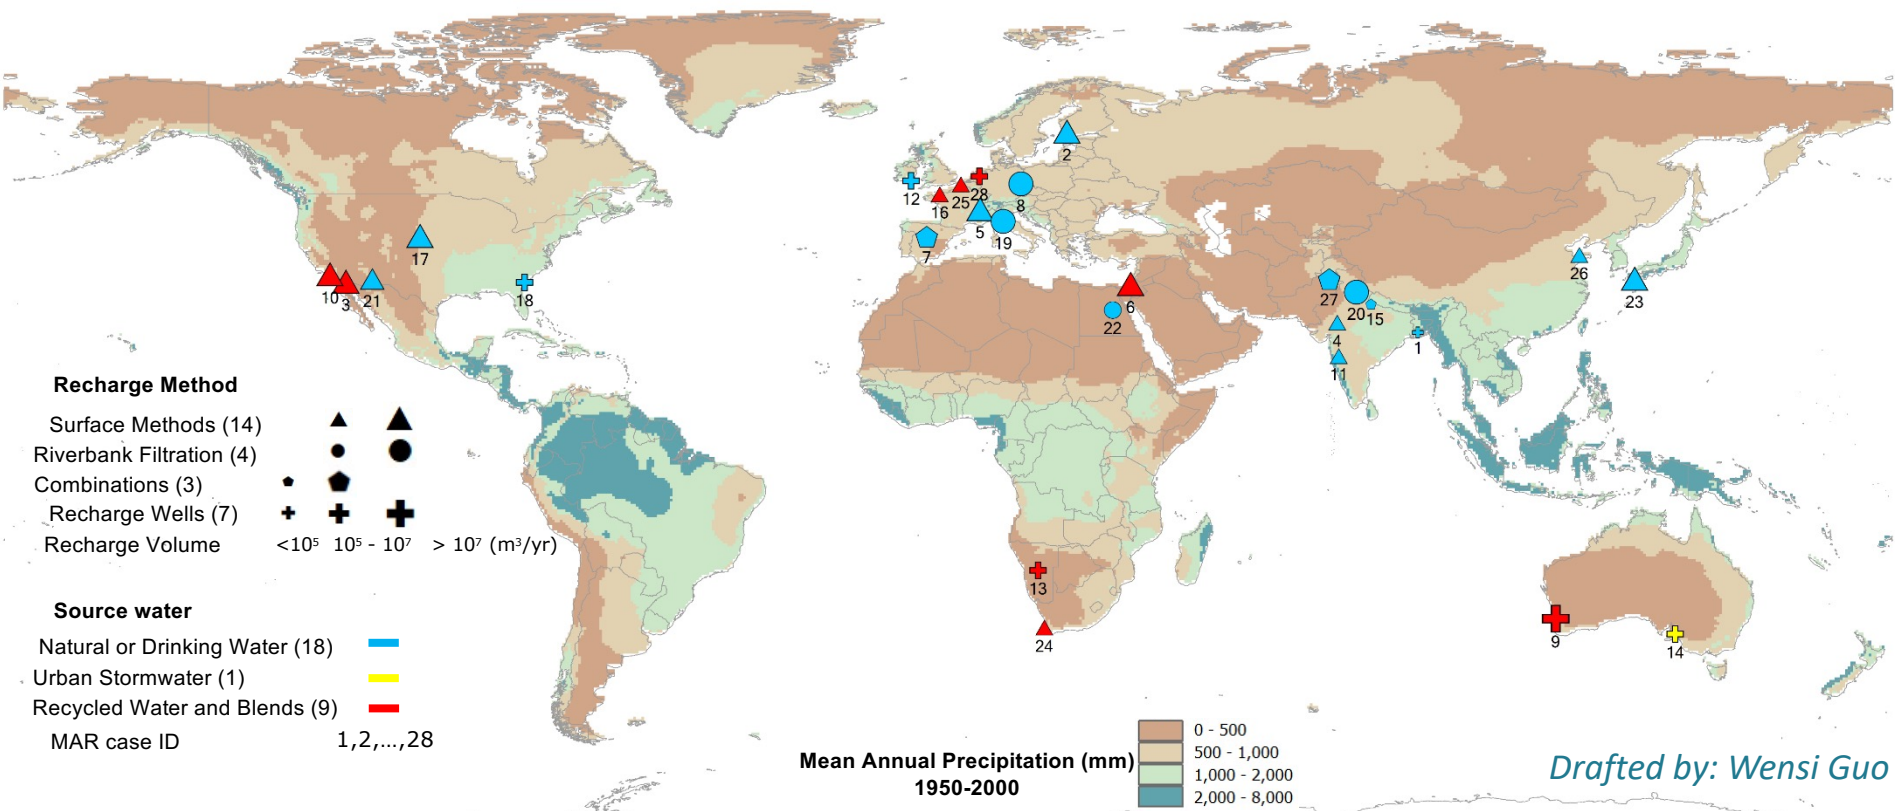 2
12
28
25
16
8
5
19
7
17
10
3
21
18
6
22
26
27
23
20
15
4
1
11
13
24
9
14
Recharge Method
Surface Methods (14)
Riverbank Filtration (4)
Combinations (3)
Recharge Wells (7)
Recharge Volume <10⁵ 10⁵ - 10⁷ > 10⁷ (m³/yr)
Source water
Natural or Drinking Water (18)
Urban Stormwater (1)
Recycled Water and Blends (9)
MAR case ID 1,2,...,28
Mean Annual Precipitation (mm)
1950-2000
0 - 500
500 - 1,000
1,000 - 2,000
2,000 - 8,000
Drafted by: Wensi Guo